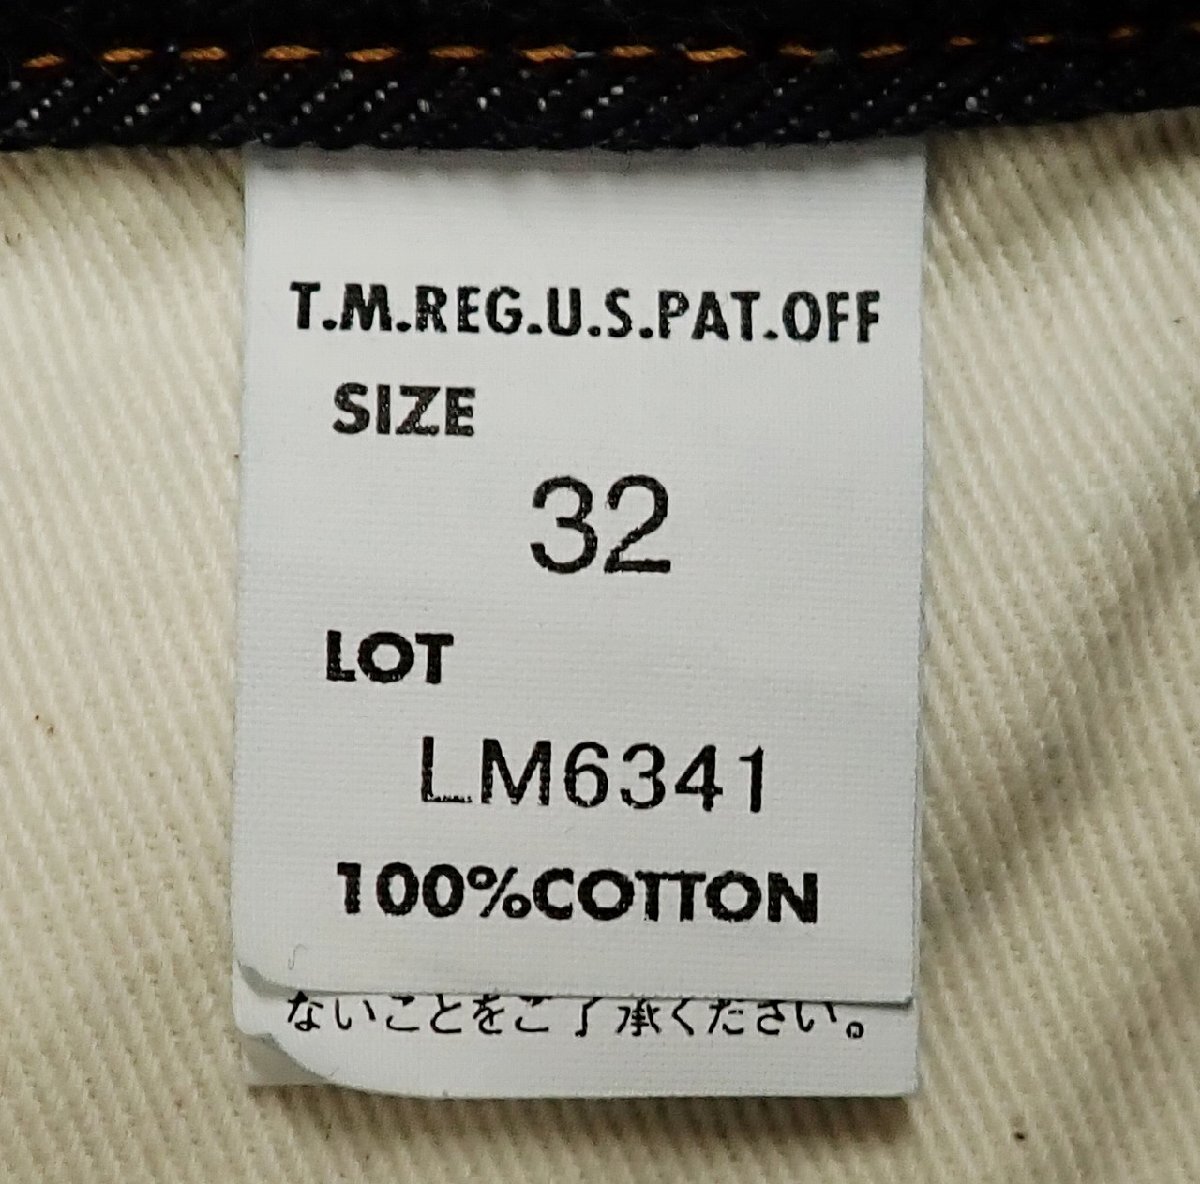 T.M.REG.U.S.PAT.OFF
SIZE
32
LOT
LM6341
100%COTTON
ないことをご了承ください。